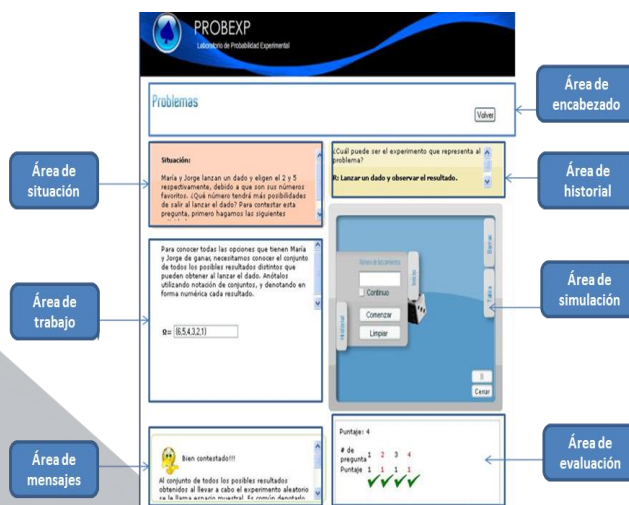 PROBEXP
Laboratorio de Probabilidad Experimental
Problemas
Volver
Área de
encabezado
Área de
situación
Situación:
María y Jorge lanzan un dado y eligen el 2 y 5
respectivamente, debido a que son sus números
favoritos. ¿Qué número tendrá más posibilidades
de salir al lanzar el dado? Para contestar esta
pregunta, primero hagamos las siguientes
¿Cuál puede ser el experimento que representa al
problema?
R: Lanzar un dado y observar el resultado.
Área de
historial
Área de
trabajo
Para conocer todas las opciones que tienen María
y Jorge de ganar, necesitamos conocer el conjunto
de todos los posibles resultados distintos que
pueden obtener al lanzar el dado. Anótalos
utilizando notación de conjuntos, y denotando en
forma numérica cada resultado.
Ω= {6,5,4,3,2,1}
Número de lanzamientos
Continuo
Comenzar
Limpiar
Historial
Inicio
Barras
Tabla
Cerrar
Área de
simulación
Área de
mensajes
Bien contestado!!!
Al conjunto de todos los posibles resultados
obtenidos al llevar a cabo el experimento aleatorio
se le llama espacio muestral. Es común denotarlo
Puntaje: 4
# de
pregunta 1 2 3 4
Puntaje 1 1 1 1
Área de
evaluación